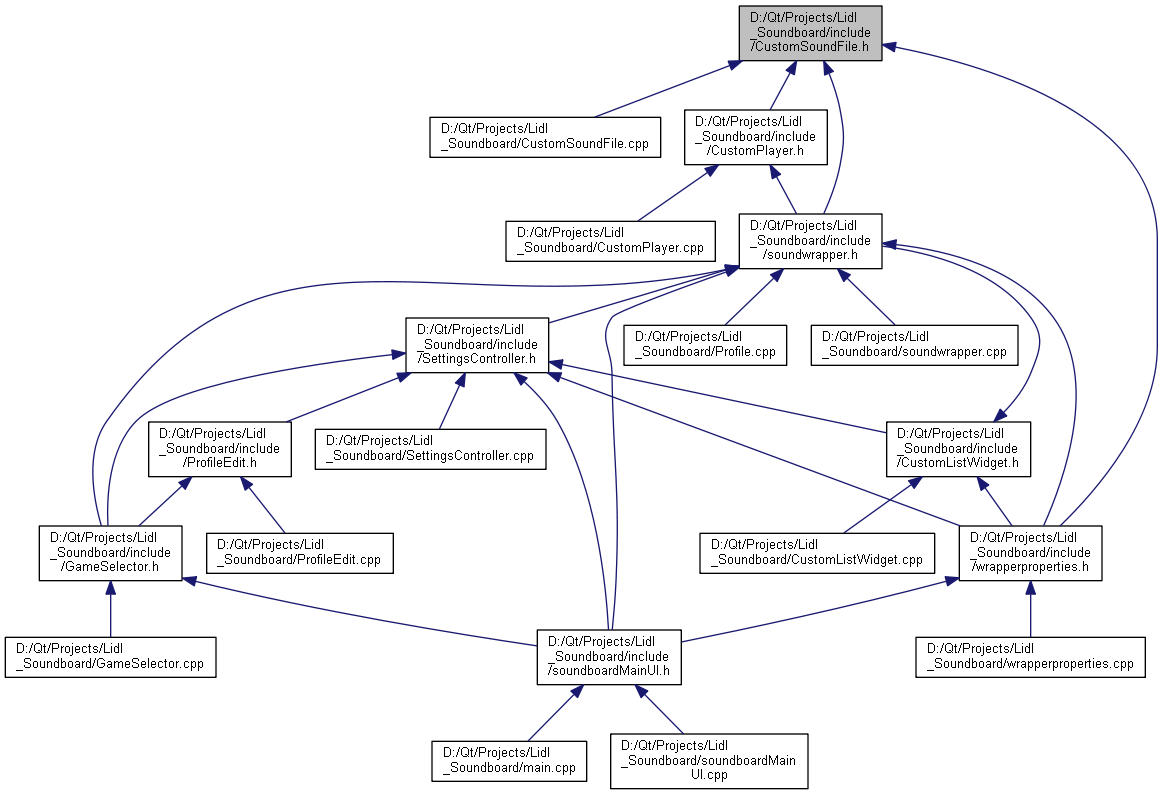 D:/Qt/Projects/Lidl
_Soundboard/include
/CustomSoundFile.h
D:/Qt/Projects/Lidl
_Soundboard/CustomSoundFile.cpp
D:/Qt/Projects/Lidl
_Soundboard/include
/CustomPlayer.h
D:/Qt/Projects/Lidl
_Soundboard/CustomPlayer.cpp
D:/Qt/Projects/Lidl
_Soundboard/include
/soundwrapper.h
D:/Qt/Projects/Lidl
_Soundboard/include
/SettingsController.h
D:/Qt/Projects/Lidl
_Soundboard/Profile.cpp
D:/Qt/Projects/Lidl
_Soundboard/soundwrapper.cpp
D:/Qt/Projects/Lidl
_Soundboard/include
/ProfileEdit.h
D:/Qt/Projects/Lidl
_Soundboard/SettingsController.cpp
D:/Qt/Projects/Lidl
_Soundboard/include
/CustomListWidget.h
D:/Qt/Projects/Lidl
_Soundboard/include
/GameSelector.h
D:/Qt/Projects/Lidl
_Soundboard/ProfileEdit.cpp
D:/Qt/Projects/Lidl
_Soundboard/CustomListWidget.cpp
D:/Qt/Projects/Lidl
_Soundboard/include
/wrapperproperties.h
D:/Qt/Projects/Lidl
_Soundboard/GameSelector.cpp
D:/Qt/Projects/Lidl
_Soundboard/include
/soundboardMainUI.h
D:/Qt/Projects/Lidl
_Soundboard/wrapperproperties.cpp
D:/Qt/Projects/Lidl
_Soundboard/main.cpp
D:/Qt/Projects/Lidl
_Soundboard/soundboardMain
UI.cpp